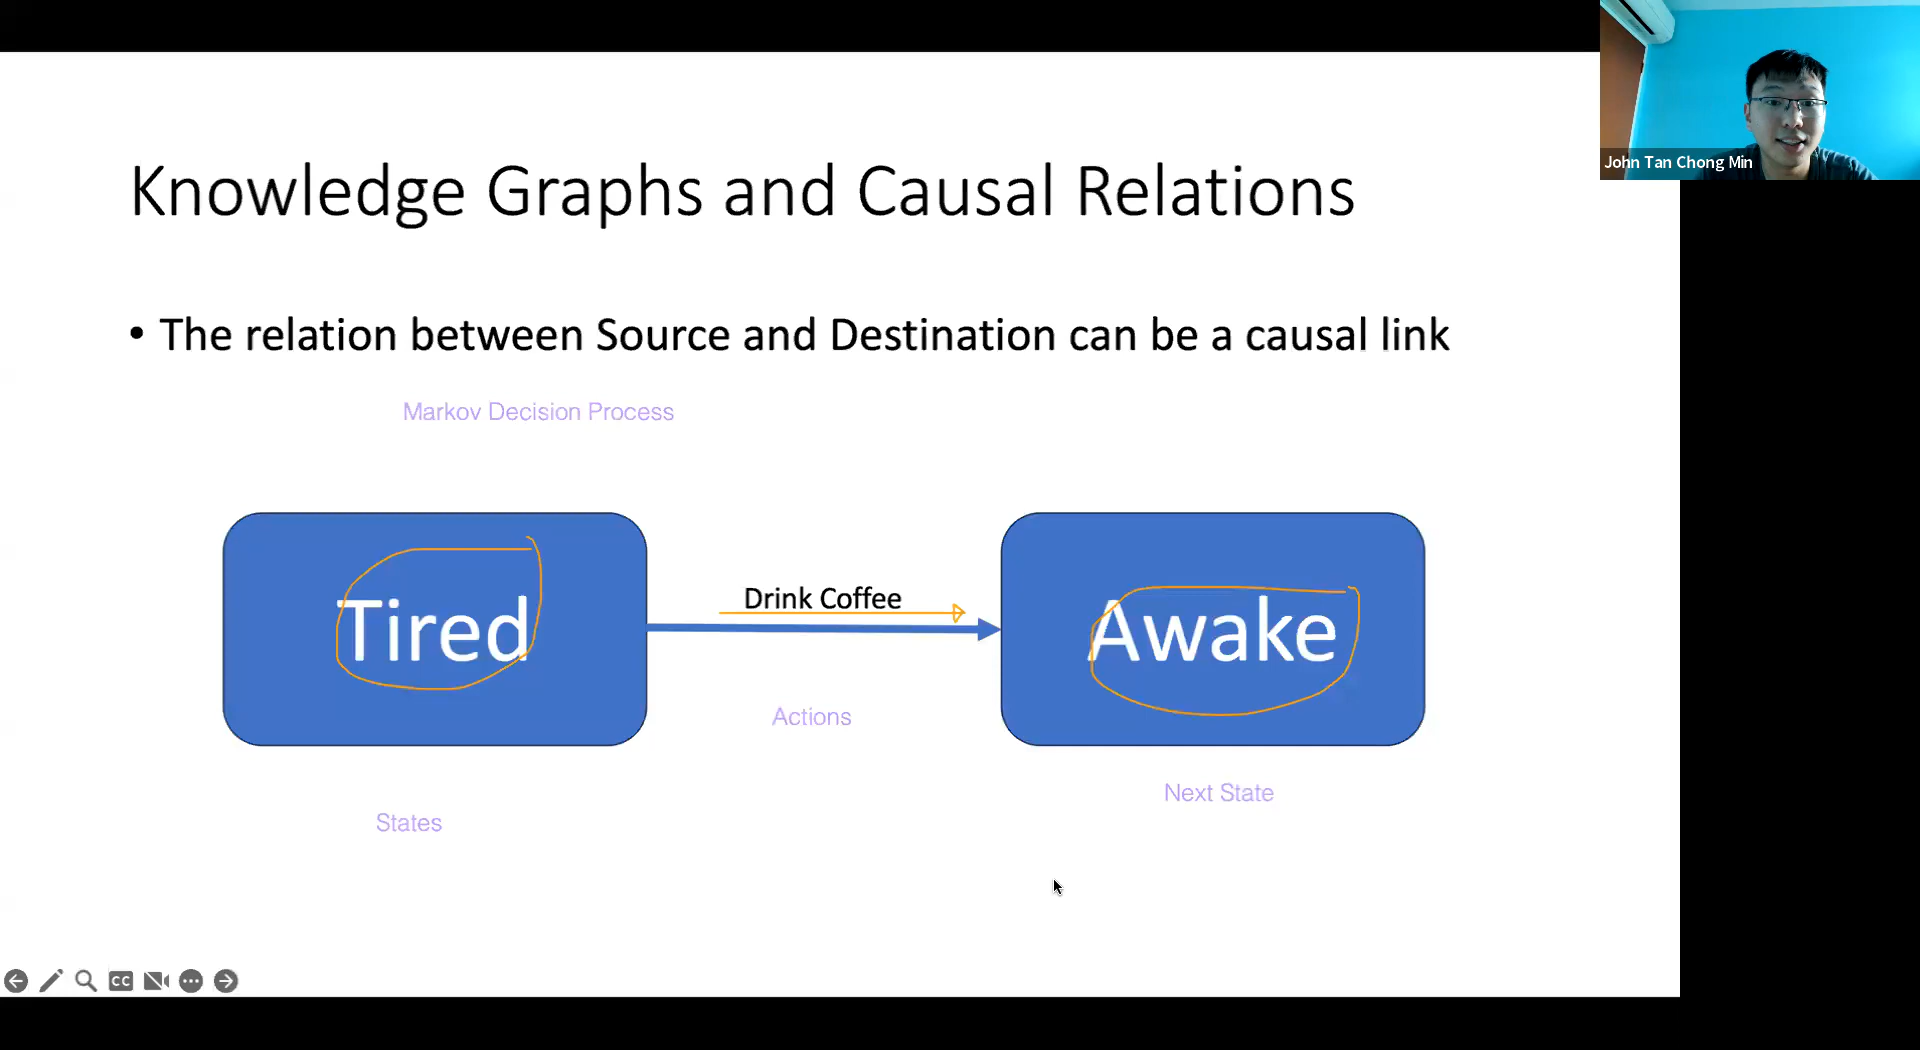 John Tan Chong Min
Knowledge Graphs and Causal Relations
• The relation between Source and Destination can be a causal link
Markov Decision Process
Tired
Drink Coffee
Awake
Actions
Next State
States
CC